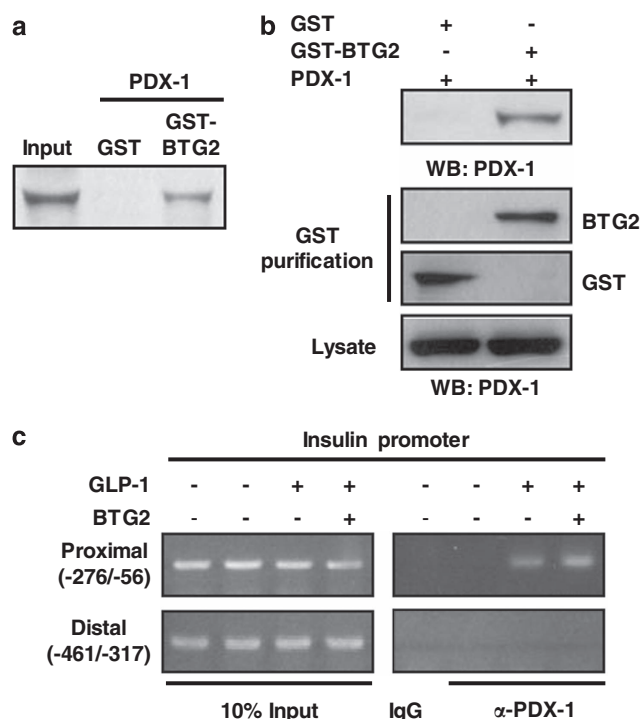 a
PDX-1
Input GST GST-
BTG2
b
GST + -
GST-BTG2 - +
PDX-1 + +
WB: PDX-1
GST
purification
BTG2
GST
Lysate
WB: PDX-1
c
Insulin promoter
GLP-1 - - + + - - + +
BTG2 - - - + - - - +
Proximal
(-276/-56)
Distal
(-461/-317)
10% Input IgG α-PDX-1